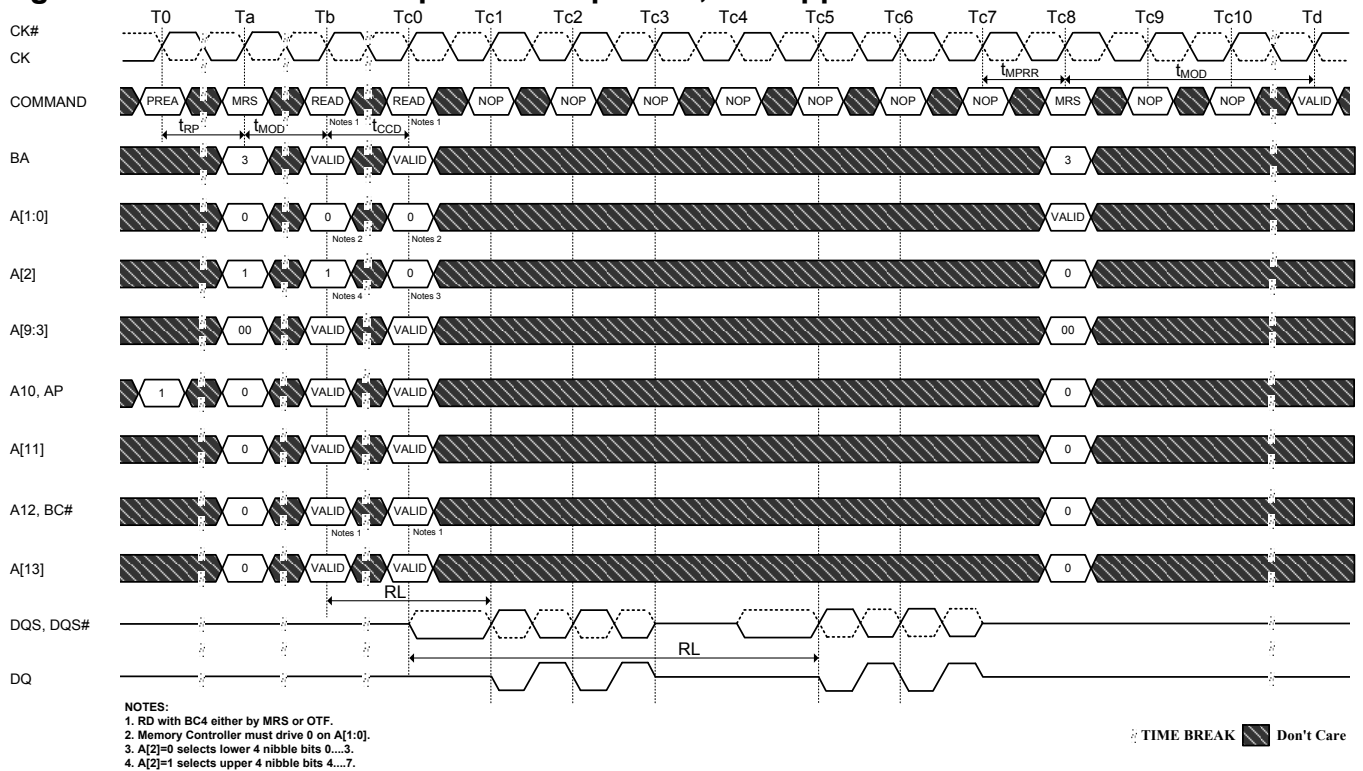 T0 Ta Tb Tc0 Tc1 Tc2 Tc3 Tc4 Tc5 Tc6 Tc7 Tc8 Tc9 Tc10 Td
CK#
CK
tMPRR tMOD
COMMAND PREA MRS READ READ NOP NOP NOP NOP NOP NOP NOP MRS NOP NOP VALID
Notes 1 Notes 1
tRP tMOD tCCD
BA 3 VALID VALID 3
A[1:0] 0 0 0 VALID
Notes 2 Notes 2
A[2] 1 1 0 0
Notes 4 Notes 3
A[9:3] 00 VALID VALID 00
A10, AP 1 0 VALID VALID 0
A[11] 0 VALID VALID 0
A12, BC# 0 VALID VALID 0
Notes 1 Notes 1
A[13] 0 VALID VALID 0
RL
DQS, DQS#
RL
DQ
NOTES:
1. RD with BC4 either by MRS or OTF.
2. Memory Controller must drive 0 on A[1:0].
3. A[2]=0 selects lower 4 nibble bits 0....3.
4. A[2]=1 selects upper 4 nibble bits 4....7.
TIME BREAK Don't Care